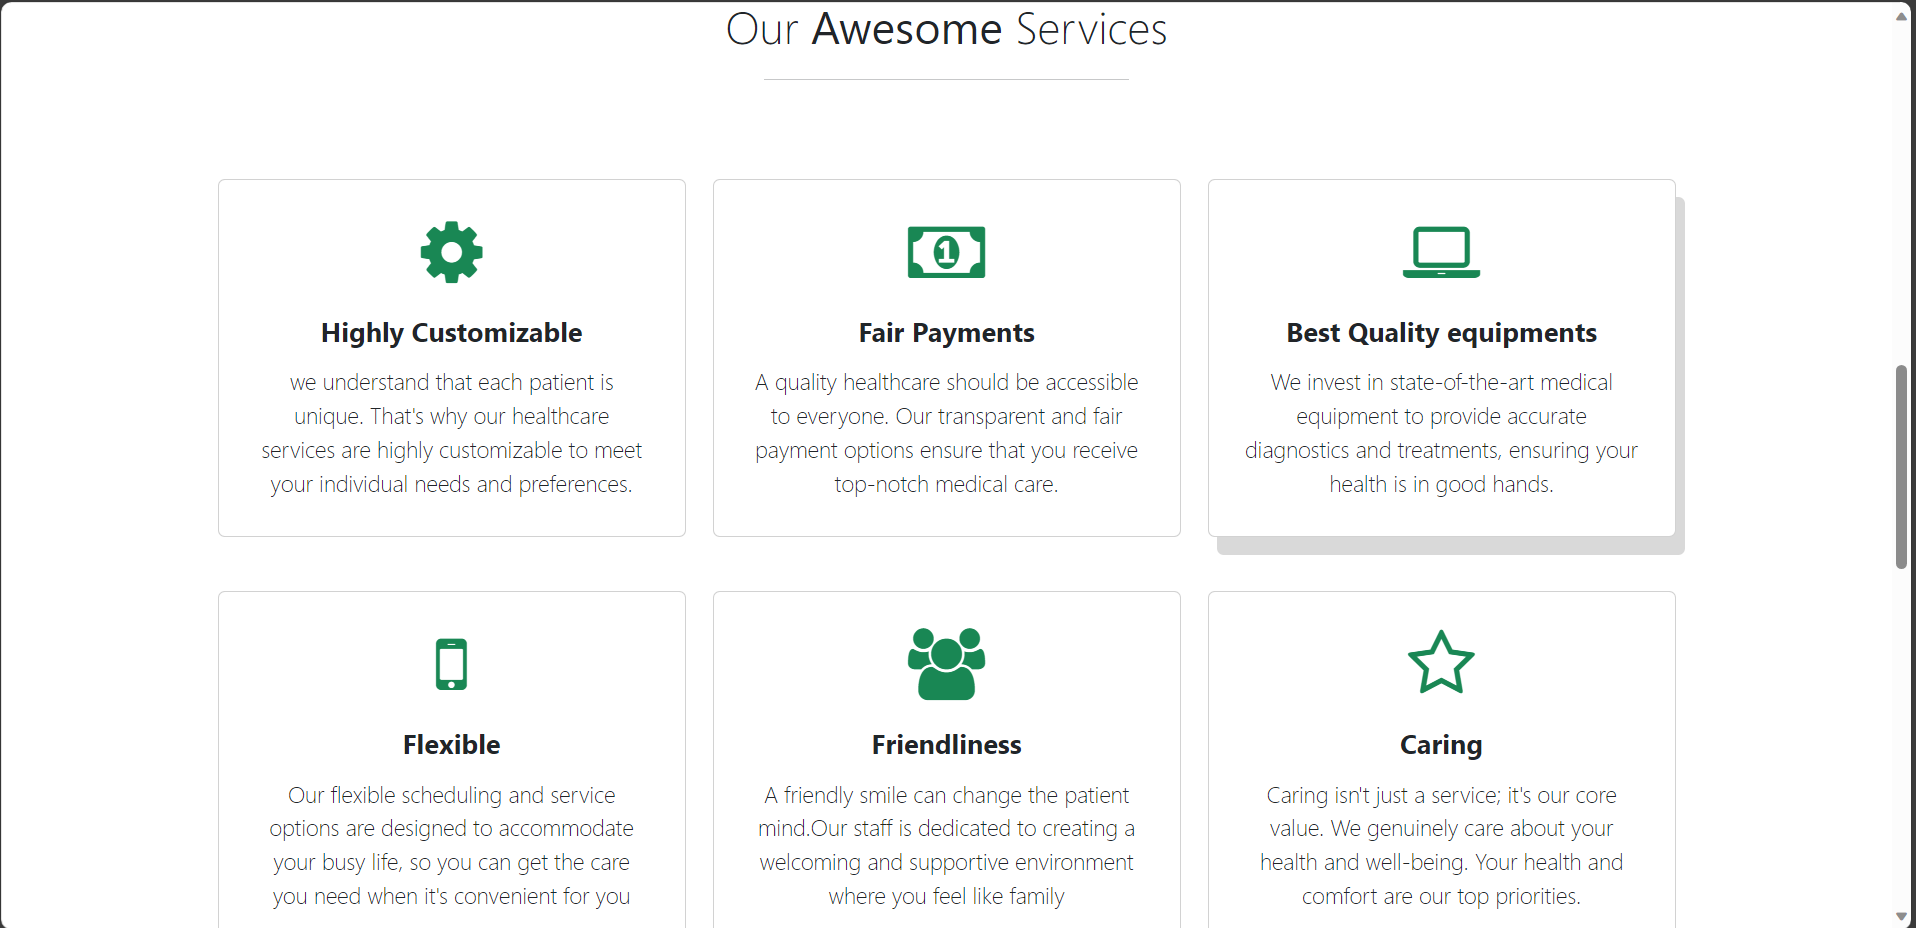 Our Awesome Services
1
Highly Customizable
we understand that each patient is
unique. That's why our healthcare
services are highly customizable to meet
your individual needs and preferences.
Fair Payments
A quality healthcare should be accessible
to everyone. Our transparent and fair
payment options ensure that you receive
top-notch medical care.
Best Quality equipments
We invest in state-of-the-art medical
equipment to provide accurate
diagnostics and treatments, ensuring your
health is in good hands.
Flexible
Our flexible scheduling and service
options are designed to accommodate
your busy life, so you can get the care
you need when it's convenient for you
Friendliness
A friendly smile can change the patient
mind.Our staff is dedicated to creating a
welcoming and supportive environment
where you feel like family
Caring
Caring isn't just a service; it's our core
value. We genuinely care about your
health and well-being. Your health and
comfort are our top priorities.